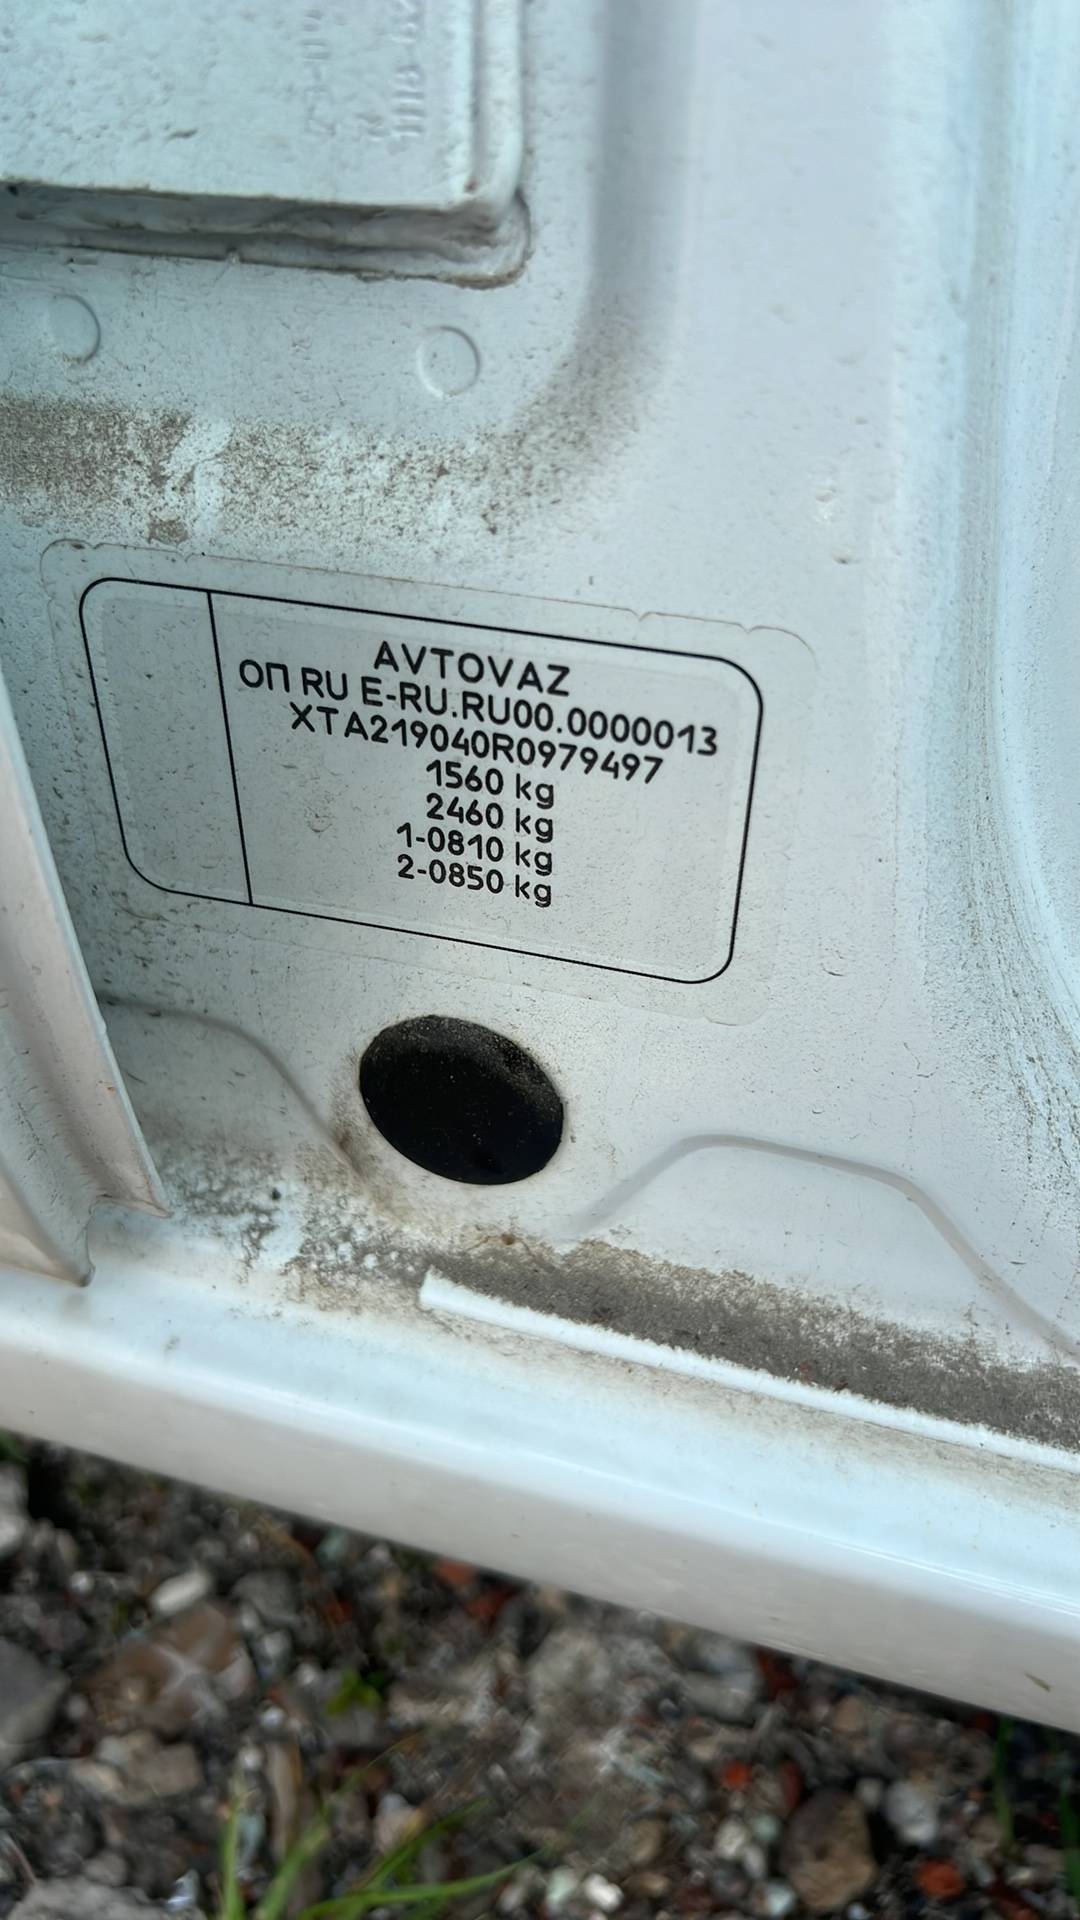 AVTOVAZ
ОП RU E-RU.RU00.0000013
XTA219040R0979497
1560 kg
2460 kg
1-0810 kg
2-0850 kg